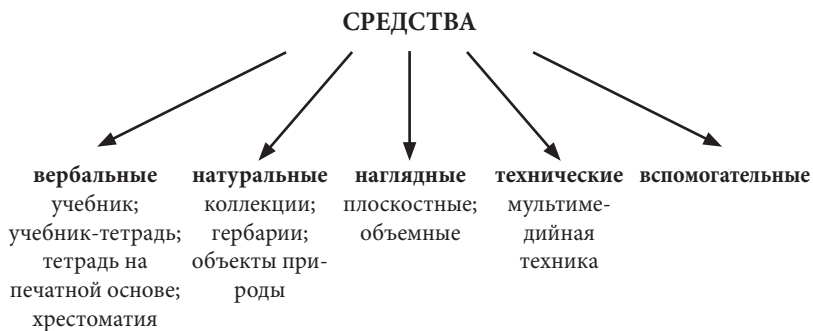 СРЕДСТВА
вербальные
учебник;
учебник-тетрадь;
тетрадь на
печатной основе;
хрестоматия
натуральные
коллекции;
гербарии;
объекты при-
роды
наглядные
плоскостные;
объемные
технические
мультиме-
дийная
техника
вспомогательные